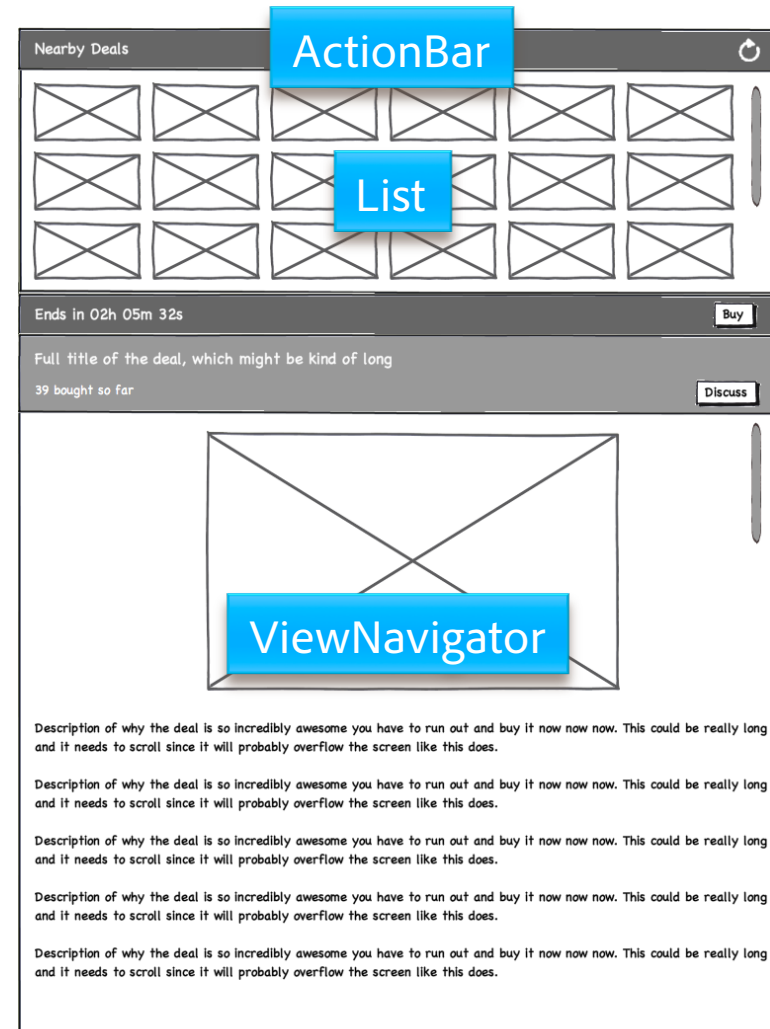 Nearby Deals
ActionBar
List
Ends in 02h 05m 32s
Buy
Full title of the deal, which might be kind of long
39 bought so far
Discuss
ViewNavigator
Description of why the deal is so incredibly awesome you have to run out and buy it now now now. This could be really long
and it needs to scroll since it will probably overflow the screen like this does.
Description of why the deal is so incredibly awesome you have to run out and buy it now now now. This could be really long
and it needs to scroll since it will probably overflow the screen like this does.
Description of why the deal is so incredibly awesome you have to run out and buy it now now now. This could be really long
and it needs to scroll since it will probably overflow the screen like this does.
Description of why the deal is so incredibly awesome you have to run out and buy it now now now. This could be really long
and it needs to scroll since it will probably overflow the screen like this does.
Description of why the deal is so incredibly awesome you have to run out and buy it now now now. This could be really long
and it needs to scroll since it will probably overflow the screen like this does.